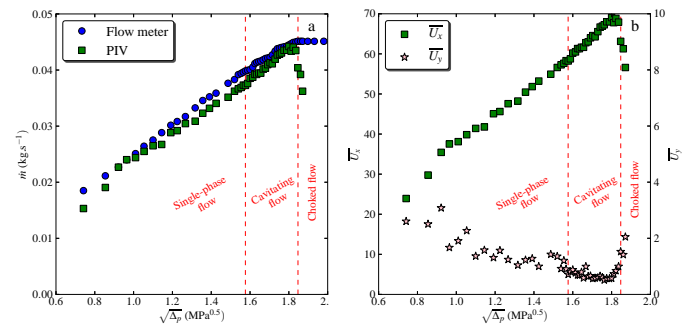 a
Flow meter
PIV
ṁ (kg.s⁻¹)
0.05
0.04
0.03
0.02
0.01
0.00
Single-phase
flow
Cavitating
flow
Choked flow
0.6 0.8 1.0 1.2 1.4 1.6 1.8 2.0
√Δp (MPa^0.5)
b
Ux
Uy
Ux
70
60
50
40
30
20
10
0
Single-phase
flow
Cavitating
flow
Choked flow
10
8
6
4
2
0
Uy
0.6 0.8 1.0 1.2 1.4 1.6 1.8 2.0
√Δp (MPa^0.5)